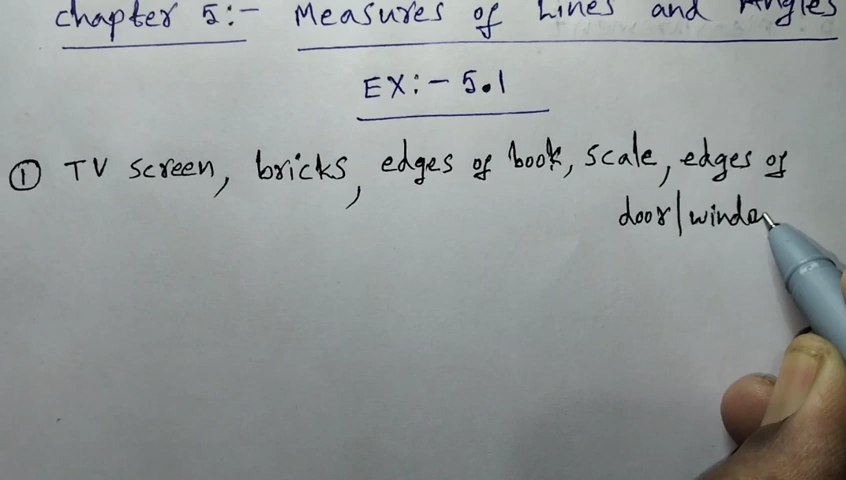 chapter 5:- Measures of Lines and Angles
EX:- 5.1
① TV screen, bricks, edges of book, scale, edges of
door/windo